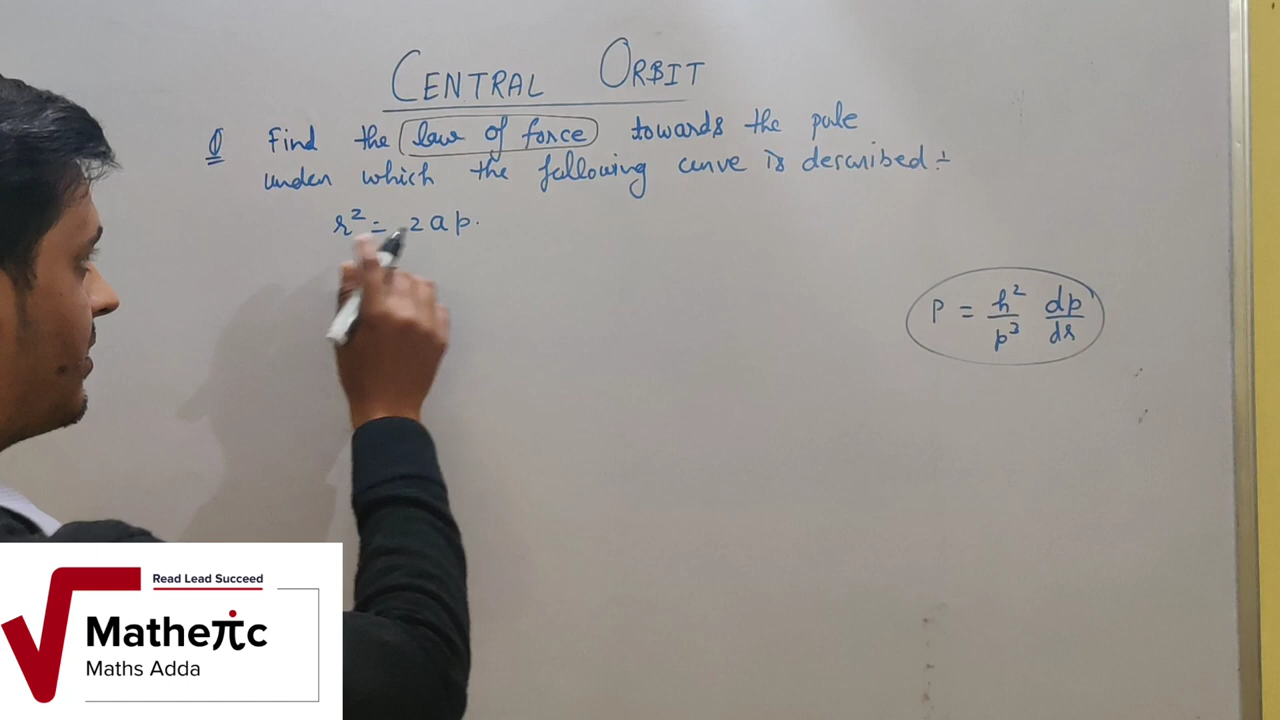 CENTRAL ORBIT
Q Find the law of force towards the pole
under which the following curve is described :-
r² = 2ap.
P = h²/p³ dp/dr
Read Lead Succeed
Matheπc
Maths Adda